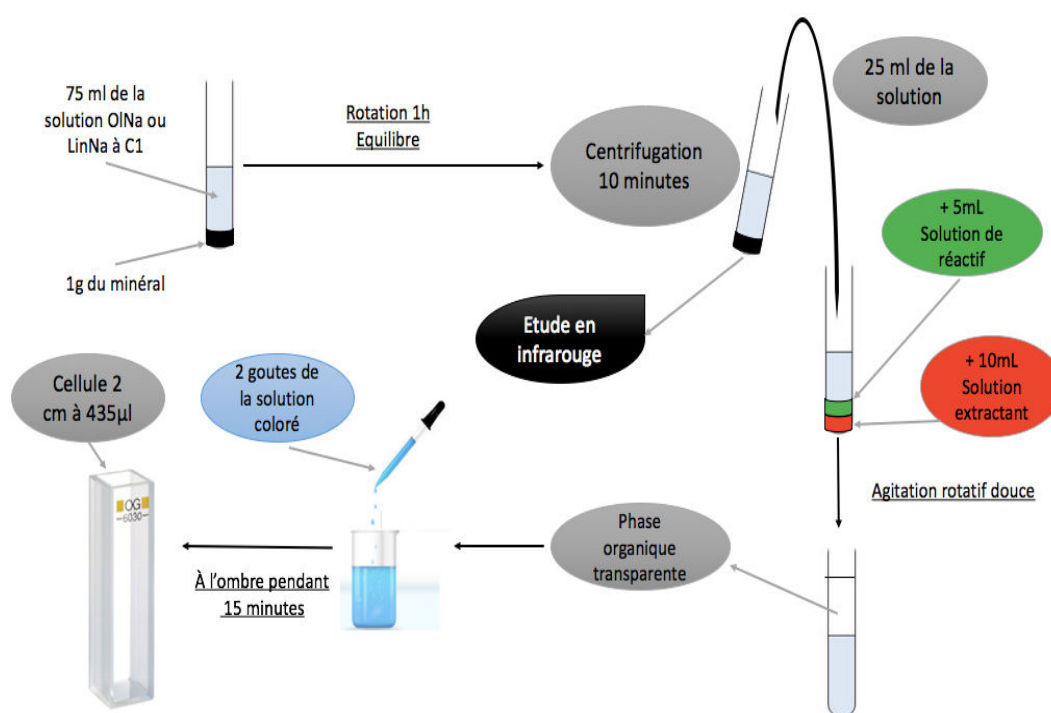 75 ml de la
solution OlNa ou
LinNa à C1
1g du minéral
Rotation 1h
Equilibre
Centrifugation
10 minutes
25 ml de la
solution
+ 5mL
Solution de
réactif
+ 10mL
Solution
extractant
Etude en
infrarouge
Agitation rotatif douce
Phase
organique
transparente
2 goutes de
la solution
coloré
À l'ombre pendant
15 minutes
Cellule 2
cm à 435µl
OG
6030